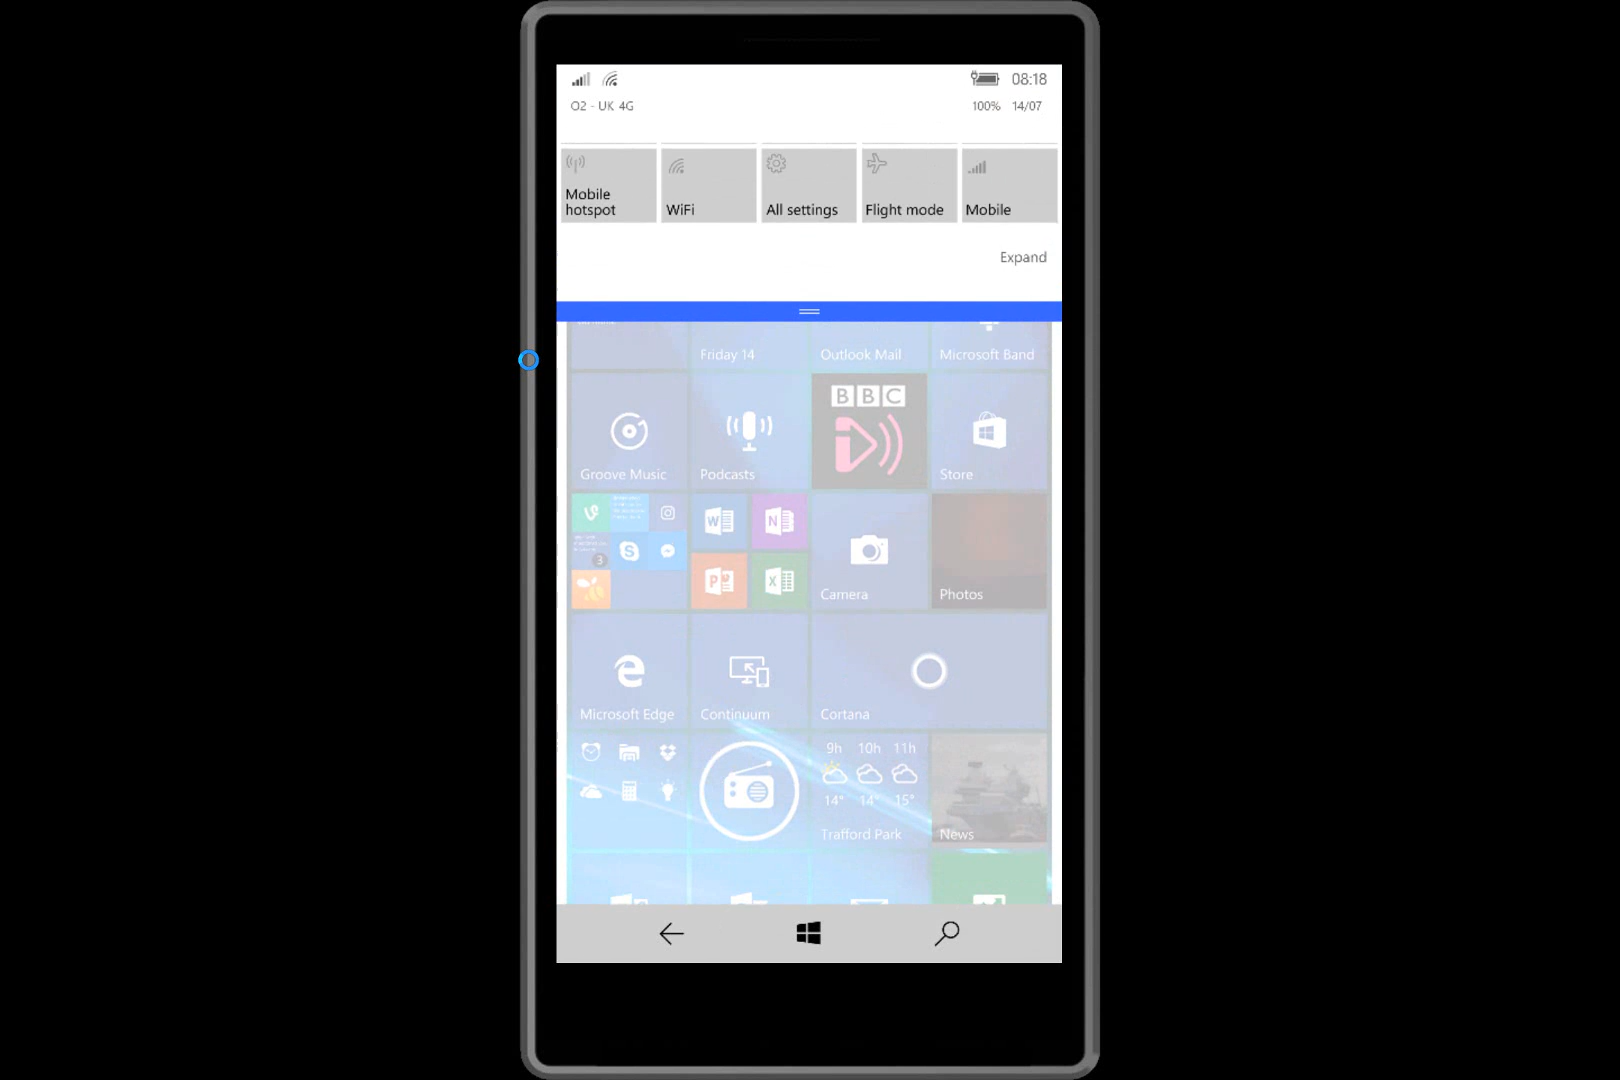 08:18
O2 - UK 4G
100% 14/07
Mobile
hotspot
WiFi
All settings
Flight mode
Mobile
Expand
Friday 14
Outlook Mail
Microsoft Band
Groove Music
Podcasts
BBC
Store
3
W
N
S
P
X
Camera
Photos
Microsoft Edge
Continuum
Cortana
9h 10h 11h
14° 14° 15°
Trafford Park
News